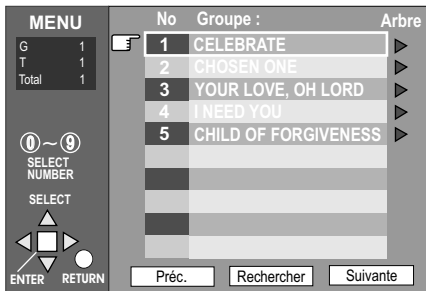 MENU
G 1
T 1
Total 1
0~9
SELECT
NUMBER
SELECT
ENTER RETURN
No Groupe : Arbre
1 CELEBRATE
2 CHOSEN ONE
3 YOUR LOVE, OH LORD
4 I NEED YOU
5 CHILD OF FORGIVENESS
Préc. Rechercher Suivante